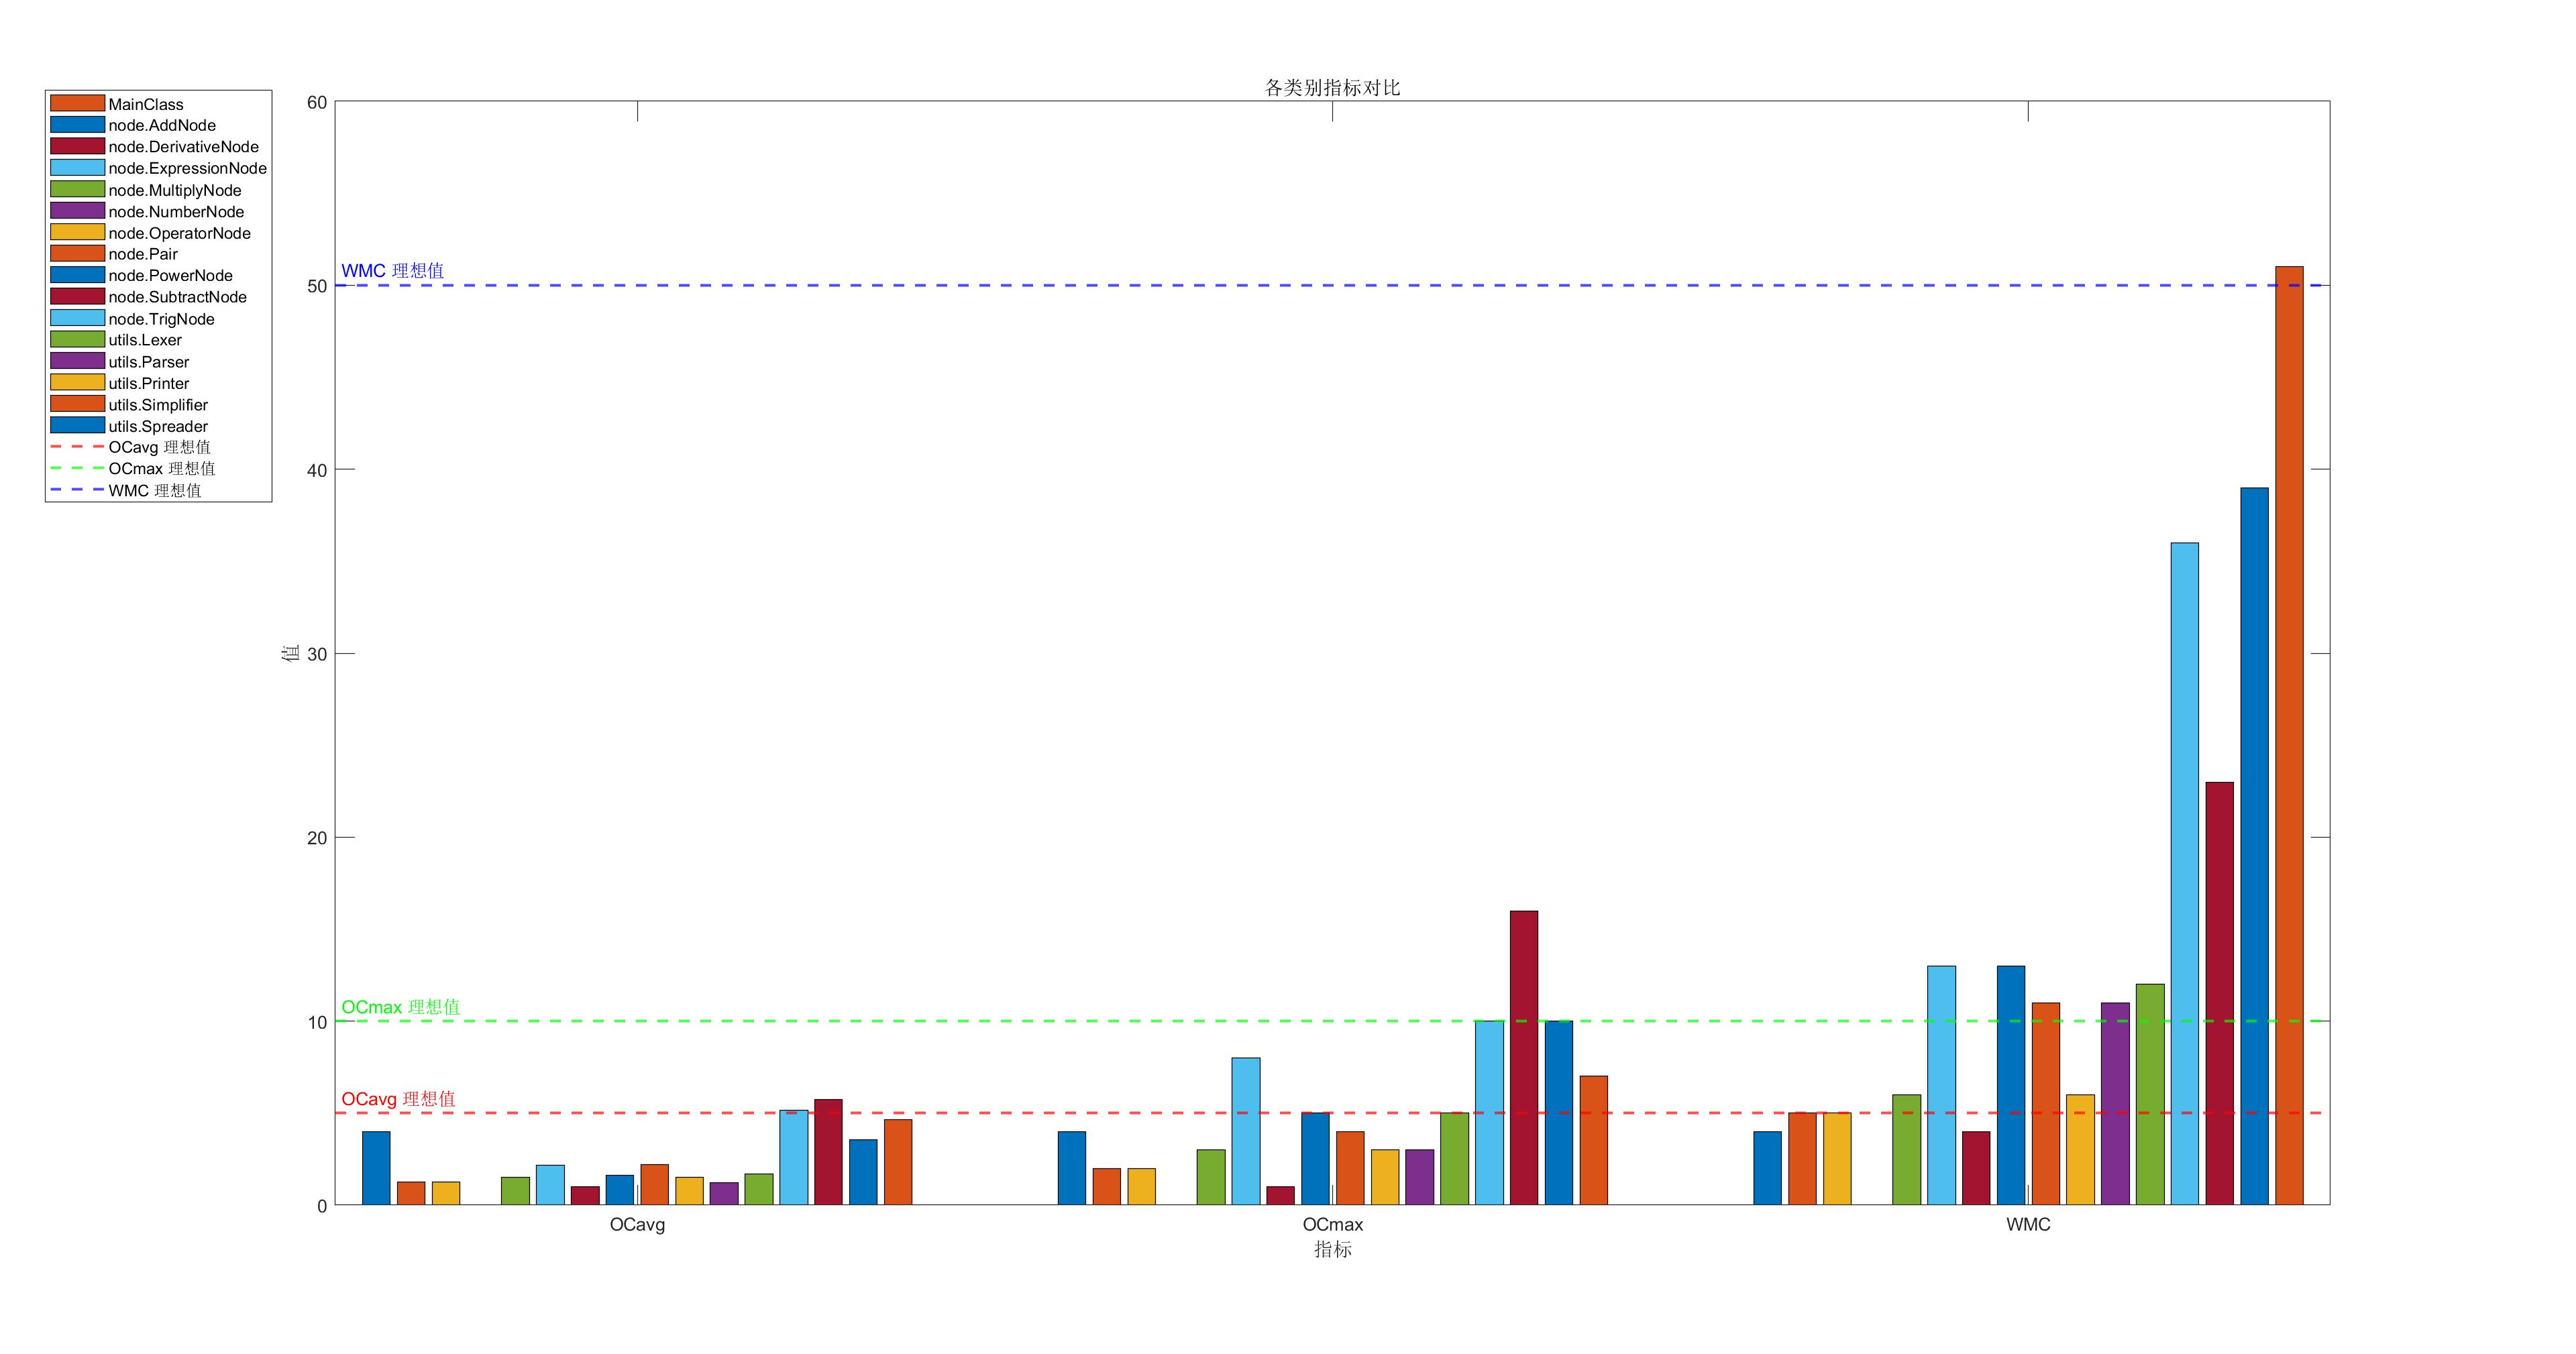 各类别指标对比
MainClass
node.AddNode
node.DerivativeNode
node.ExpressionNode
node.MultiplyNode
node.NumberNode
node.OperatorNode
node.Pair
node.PowerNode
node.SubtractNode
node.TrigNode
utils.Lexer
utils.Parser
utils.Printer
utils.Simplifier
utils.Spreader
OCavg 理想值
OCmax 理想值
WMC 理想值
值
60
50
40
30
20
10
0
WMC 理想值
OCmax 理想值
OCavg 理想值
OCavg
OCmax
WMC
指标